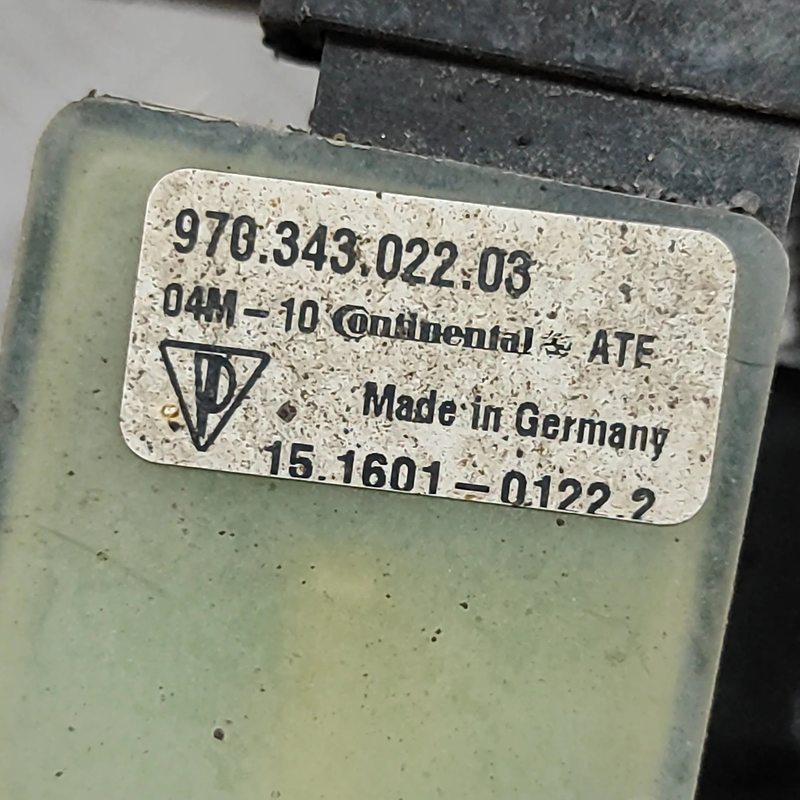 970.343.022.03
04M-10 Continental ATE
Made in Germany
15.1601-0122.2